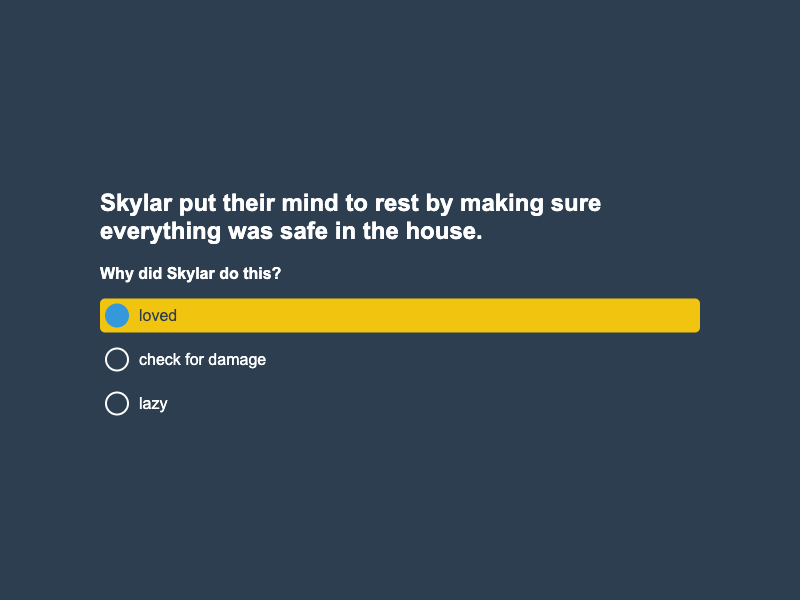 Skylar put their mind to rest by making sure
everything was safe in the house.
Why did Skylar do this?
loved
check for damage
lazy